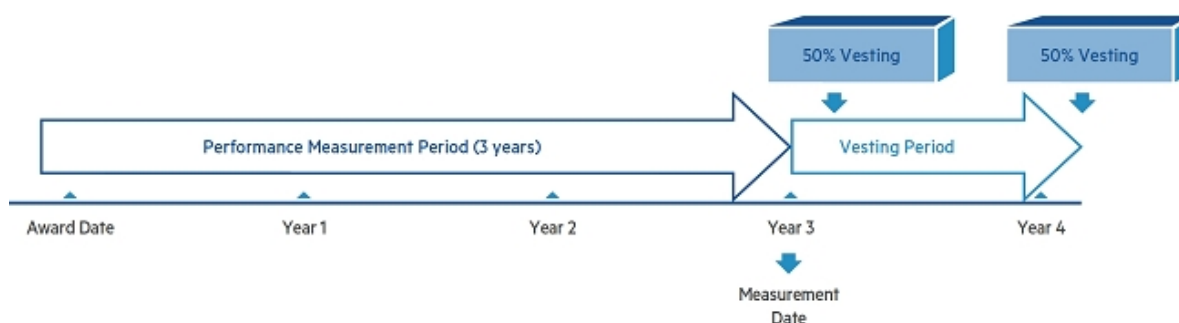 50% Vesting
50% Vesting
Performance Measurement Period (3 years)
Vesting Period
Award Date
Year 1
Year 2
Year 3
Year 4
Measurement
Date